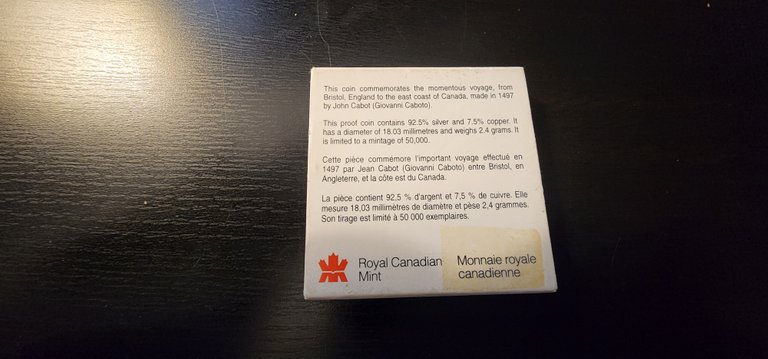 This coin commemorates the momentous voyage, from
Bristol, England to the east coast of Canada, made in 1497
by John Cabot (Giovanni Caboto).
This proof coin contains 92.5% silver and 7.5% copper. It
has a diameter of 18.03 millimetres and weighs 2.4 grams. It
is limited to a mintage of 50,000.
Cette pièce commémore l'important voyage effectué en
1497 par Jean Cabot (Giovanni Caboto) entre Bristol, en
Angleterre, et la côte est du Canada.
La pièce contient 92,5 % d'argent et 7,5 % de cuivre. Elle
mesure 18,03 millimètres de diamètre et pèse 2,4 grammes.
Son tirage est limité à 50 000 exemplaires.
Royal Canadian Monnaie royale
Mint canadienne